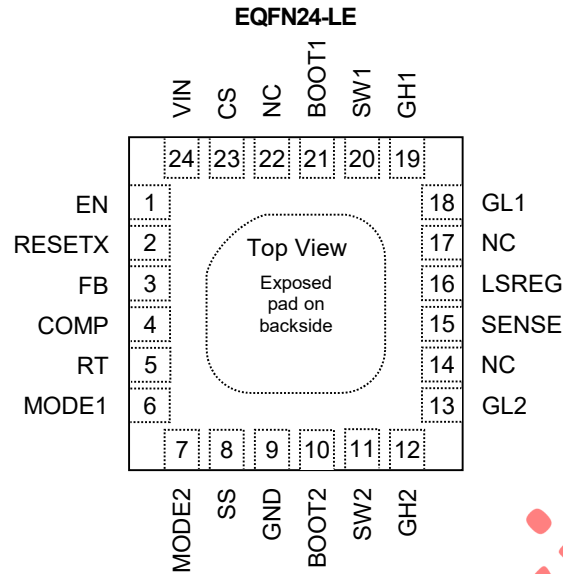 EQFN24-LE
VIN CS NC BOOT1 SW1 GH1
24 23 22 21 20 19
EN 1 18 GL1
RESETX 2 Top View 17 NC
FB 3 Exposed 16 LSREG
pad on
COMP 4 backside 15 SENSE
RT 5 14 NC
MODE1 6 13 GL2
7 8 9 10 11 12
MODE2 SS GND BOOT2 SW2 GH2